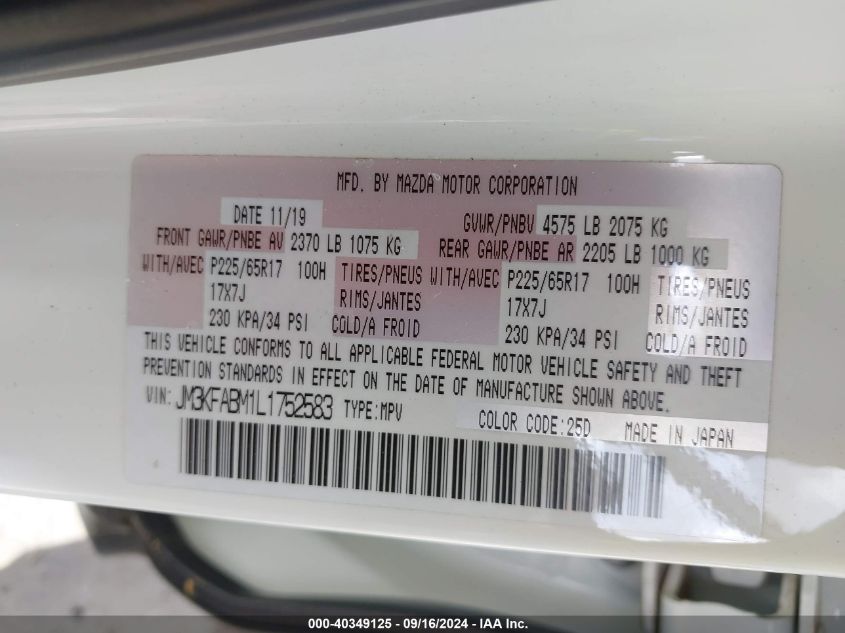 MFD. BY MAZDA MOTOR CORPORATION
DATE 11/19 GVWR/PNBV 4575 LB 2075 KG
FRONT GAWR/PNBE AV 2370 LB 1075 KG REAR GAWR/PNBE AR 2205 LB 1000 KG
WITH/AVEC P225/65R17 100H TIRES/PNEUS WITH/AVEC P225/65R17 100H TIRES/PNEUS
17X7J RIMS/JANTES 17X7J RIMS/JANTES
230 KPA/34 PSI COLD/A FROID 230 KPA/34 PSI COLD/A FROID
THIS VEHICLE CONFORMS TO ALL APPLICABLE FEDERAL MOTOR VEHICLE SAFETY AND THEFT
PREVENTION STANDARDS IN EFFECT ON THE DATE OF MANUFACTURE SHOWN ABOVE.
VIN: JM3KFABM1L1752583 TYPE:MPV COLOR CODE:25D MADE IN JAPAN
000-40349125 - 09/16/2024 - IAA Inc.